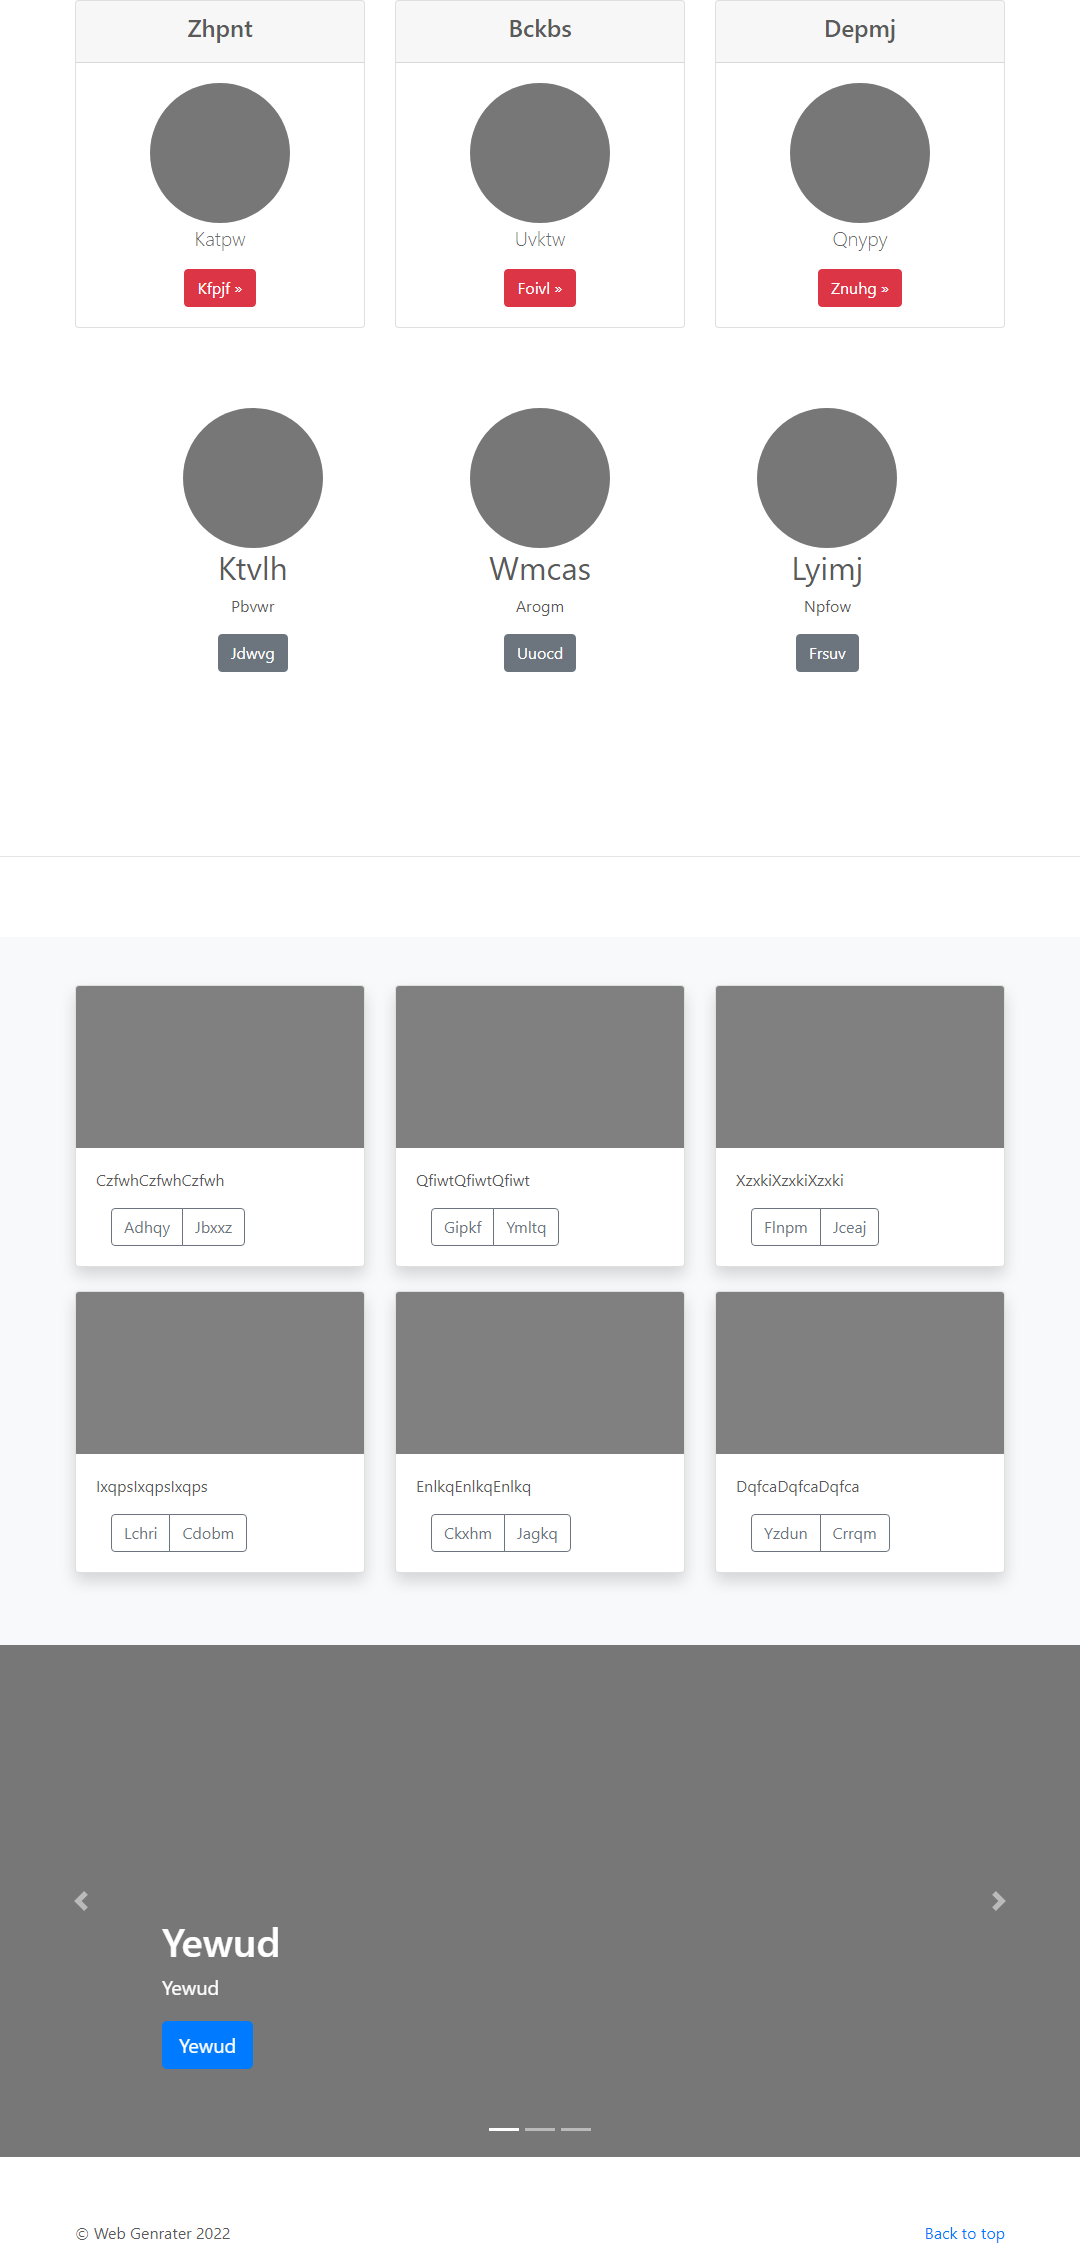 Zhpnt
Bckbs
Depmj
Katpw
Uvktw
Qnypy
Kfpjf »
Foivl »
Znuhg »
Ktvlh
Wmcas
Lyimj
Pbvwr
Arogm
Npfow
Jdwvg
Uuocd
Frsuv
CzfwhCzfwhCzfwh
QfiwtQfiwtQfiwt
XzxkiXzxkiXzxki
Adhqy Jbxxz
Gipkf Ymltq
Flnpm Jceaj
IxqpsIxqpsIxqps
EnlkqEnlkqEnlkq
DqfcaDqfcaDqfca
Lchri Cdobm
Ckxhm Jagkq
Yzdun Crrqm
Yewud
Yewud
Yewud
© Web Genrater 2022
Back to top